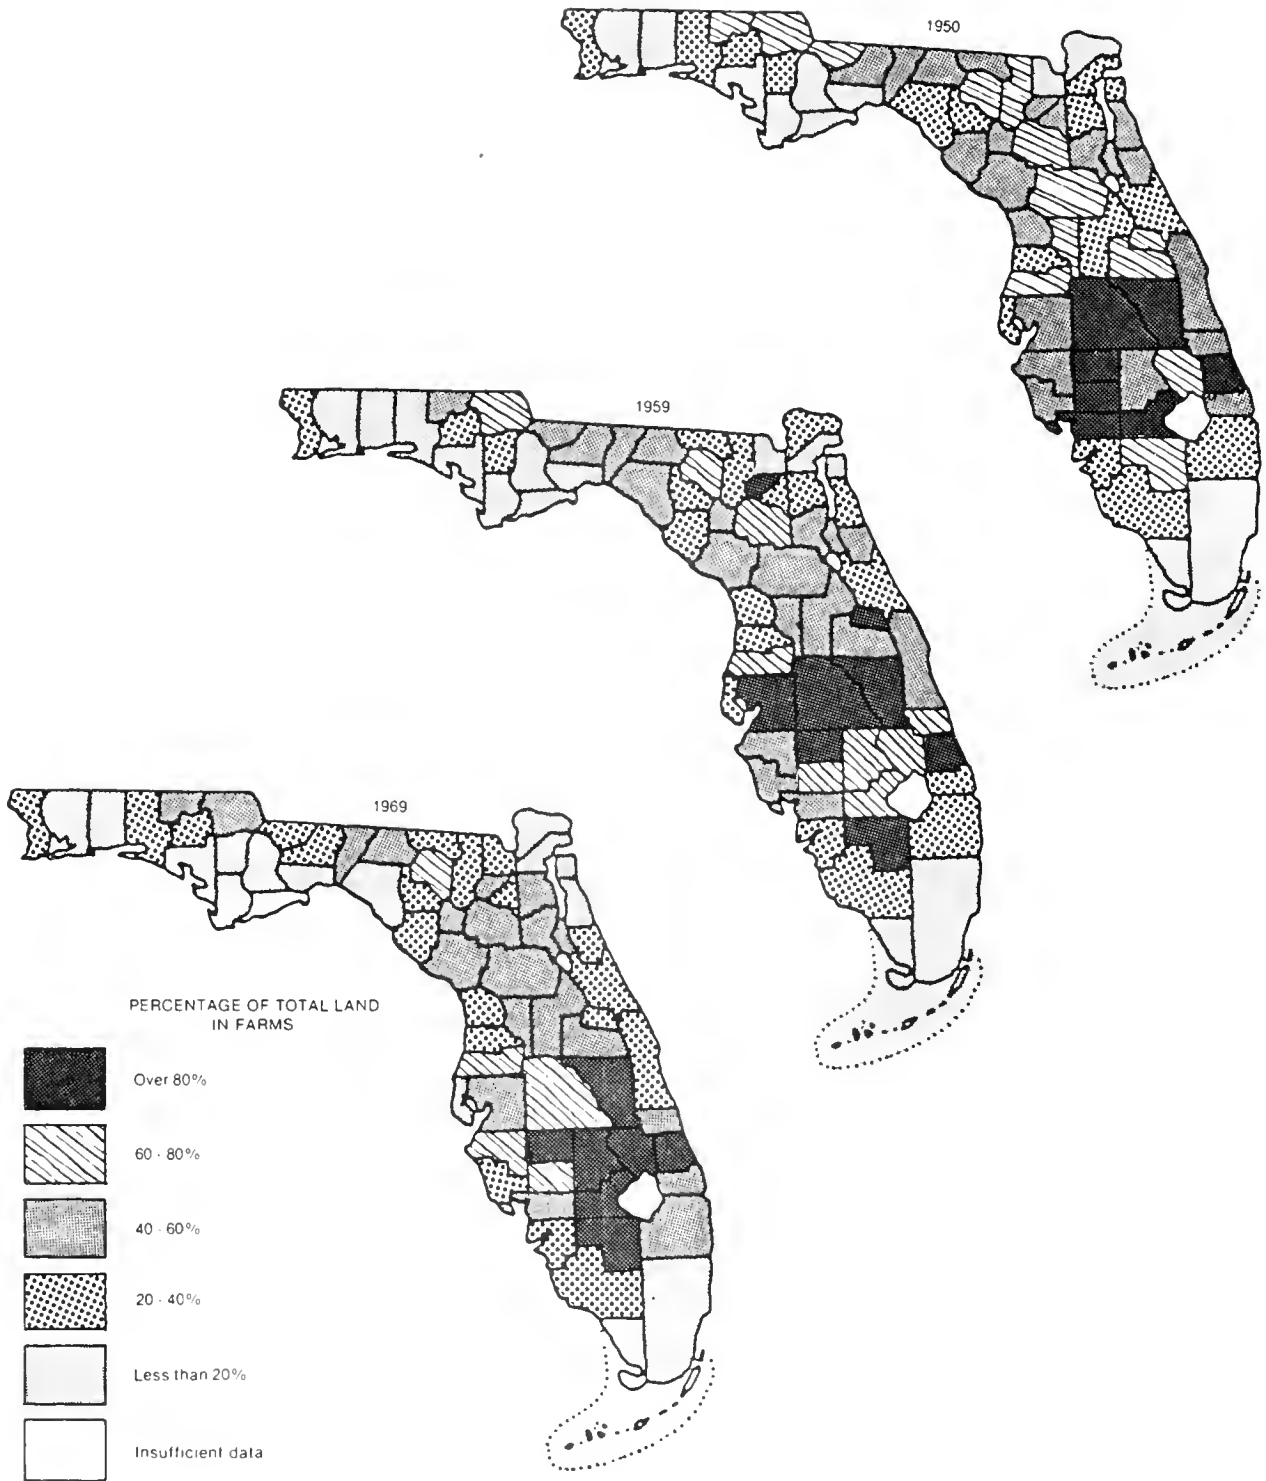 1950
1959
1969
PERCENTAGE OF TOTAL LAND
IN FARMS
Over 80%
60 - 80%
40 - 60%
20 - 40%
Less than 20%
Insufficient data